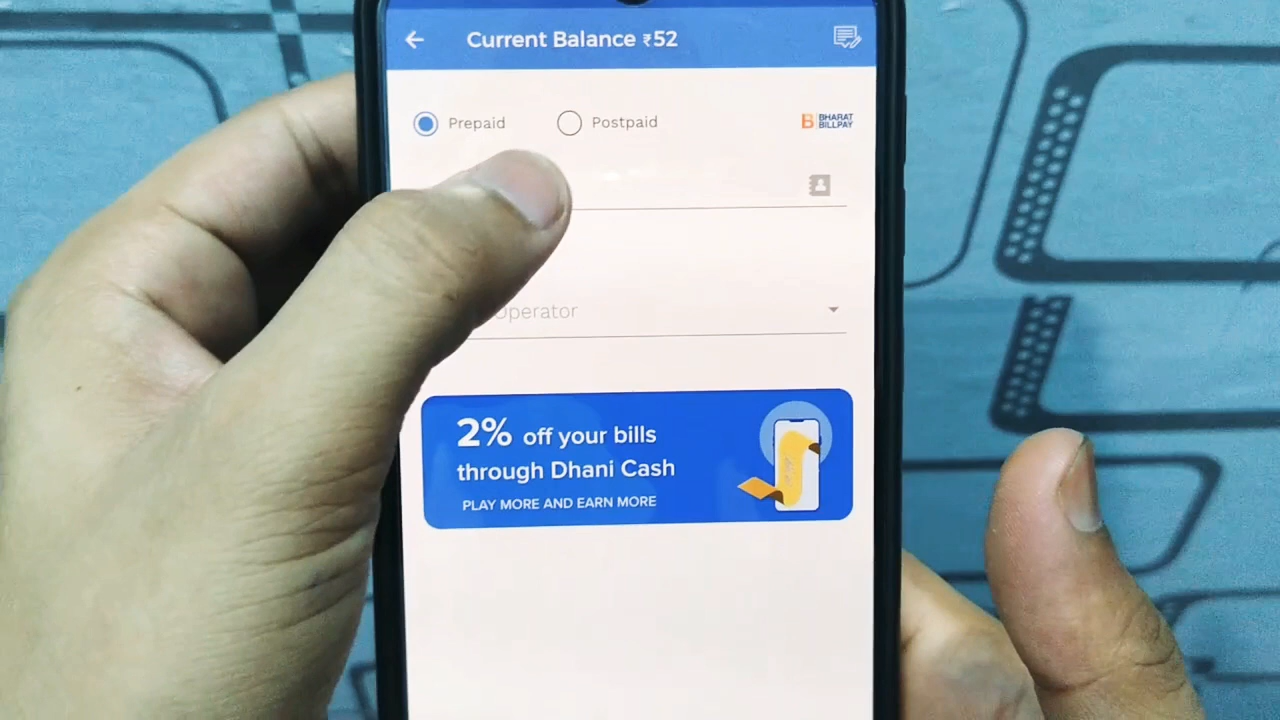 Current Balance ₹52
Prepaid
Postpaid
BHARAT
BILLPAY
Operator
2% off your bills
through Dhani Cash
PLAY MORE AND EARN MORE